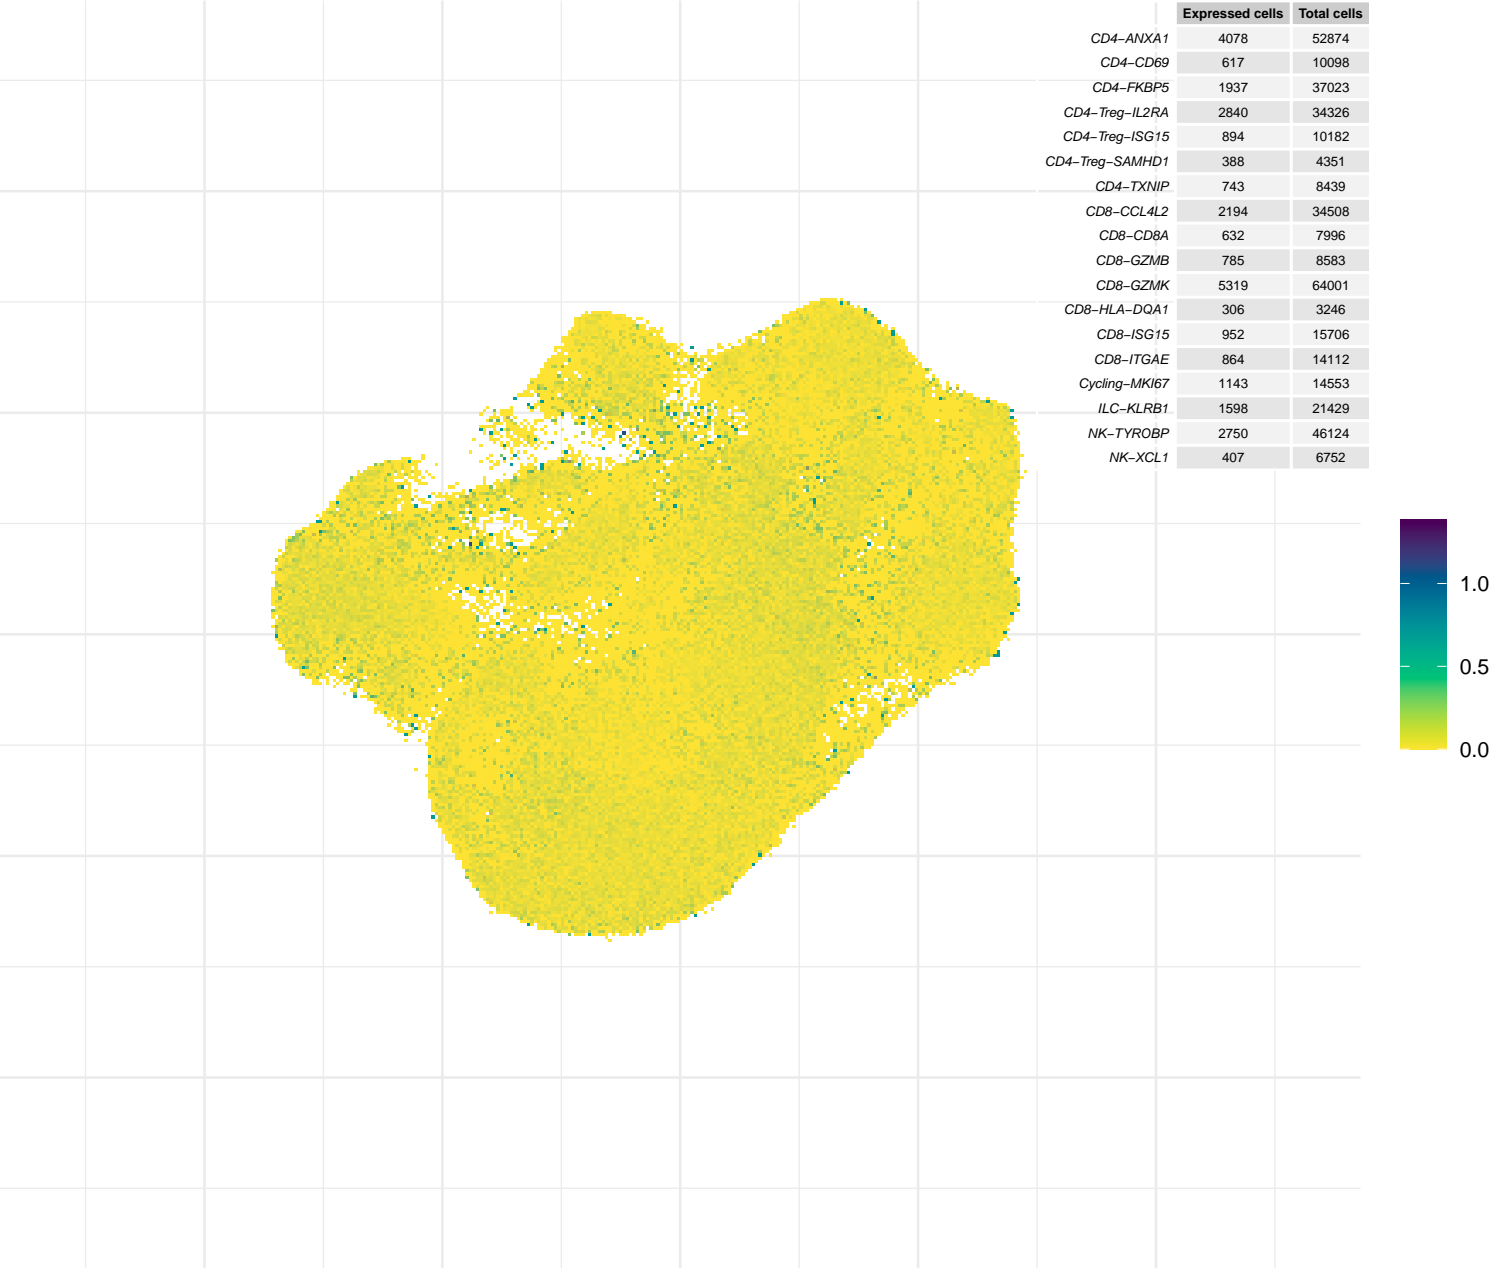 Expressed cells Total cells
CD4−ANXA1 4078 52874
CD4−CD69 617 10098
CD4−FKBP5 1937 37023
CD4−Treg−IL2RA 2840 34326
CD4−Treg−ISG15 894 10182
CD4−Treg−SAMHD1 388 4351
CD4−TXNIP 743 8439
CD8−CCL4L2 2194 34508
CD8−CD8A 632 7996
CD8−GZMB 785 8583
CD8−GZMK 5319 64001
CD8−HLA−DQA1 306 3246
CD8−ISG15 952 15706
CD8−ITGAE 864 14112
Cycling−MKI67 1143 14553
ILC−KLRB1 1598 21429
NK−TYROBP 2750 46124
NK−XCL1 407 6752
1.0
0.5
0.0